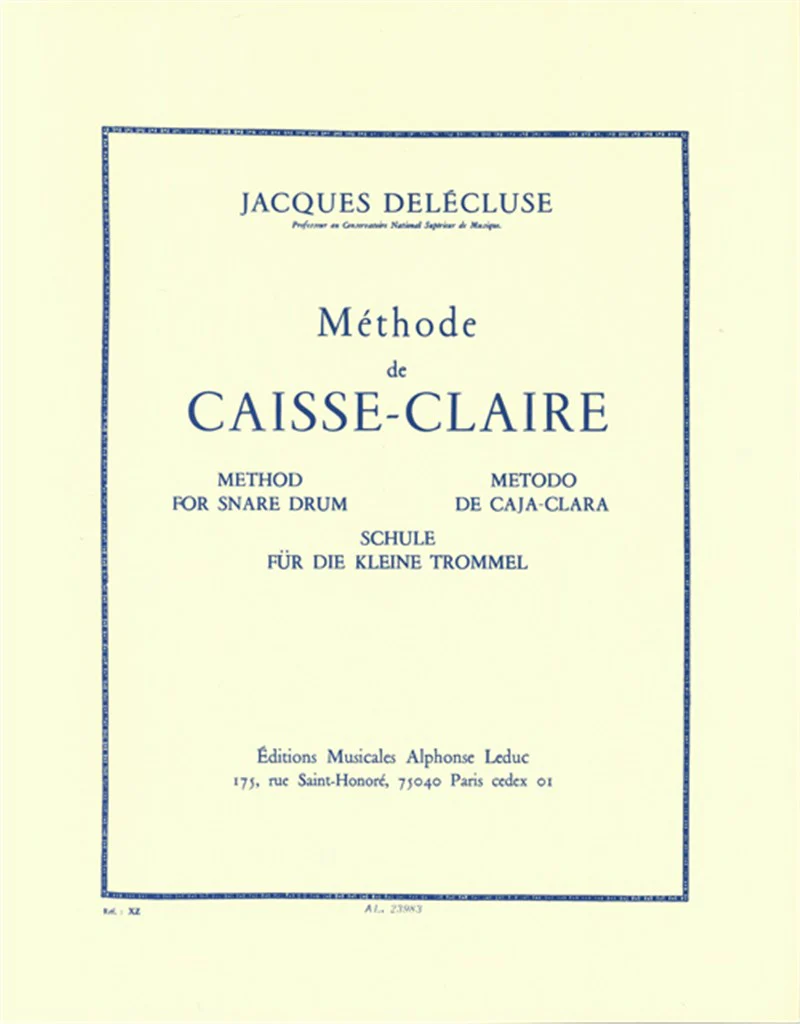 JACQUES DELÉCLUSE
Professeur au Conservatoire National Supérieur de Musique.
Méthode
de
CAISSE-CLAIRE
METHOD
FOR SNARE DRUM
METODO
DE CAJA-CLARA
SCHULE
FÜR DIE KLEINE TROMMEL
Éditions Musicales Alphonse Leduc
175, rue Saint-Honoré, 75040 Paris cedex 01
Réf. : XZ
AL. 23983